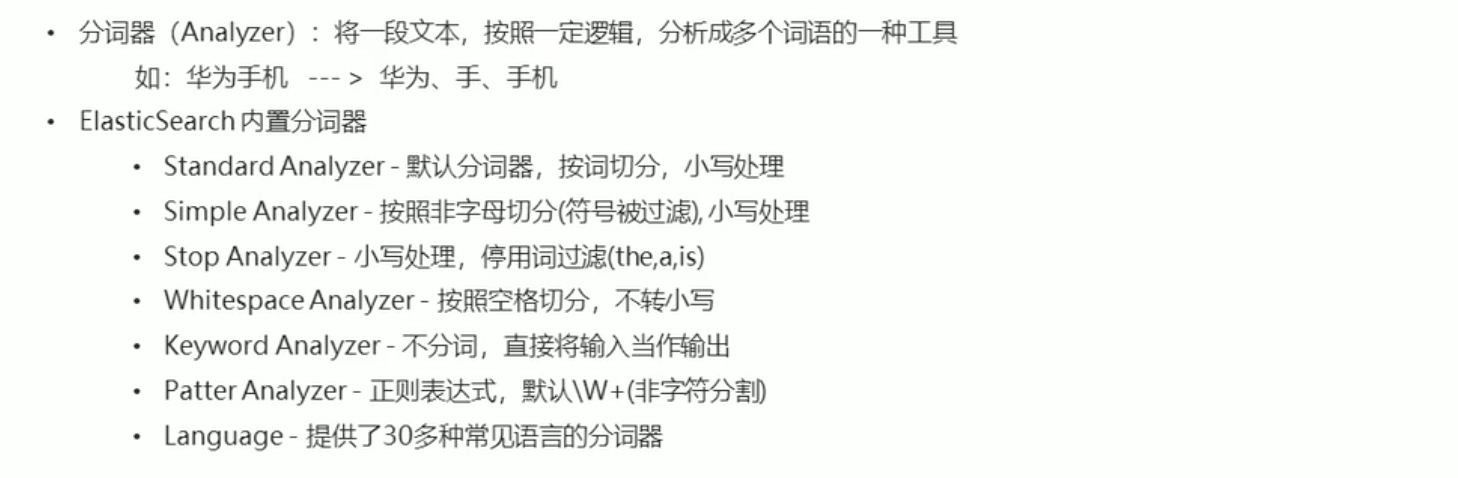 • 分词器（Analyzer）：将一段文本，按照一定逻辑，分析成多个词语的一种工具
如：华为手机 --- > 华为、手、手机
• ElasticSearch 内置分词器
• Standard Analyzer - 默认分词器，按词切分，小写处理
• Simple Analyzer - 按照非字母切分(符号被过滤), 小写处理
• Stop Analyzer - 小写处理，停用词过滤(the,a,is)
• Whitespace Analyzer - 按照空格切分，不转小写
• Keyword Analyzer - 不分词，直接将输入当作输出
• Patter Analyzer - 正则表达式，默认\W+(非字符分割)
• Language - 提供了30多种常见语言的分词器